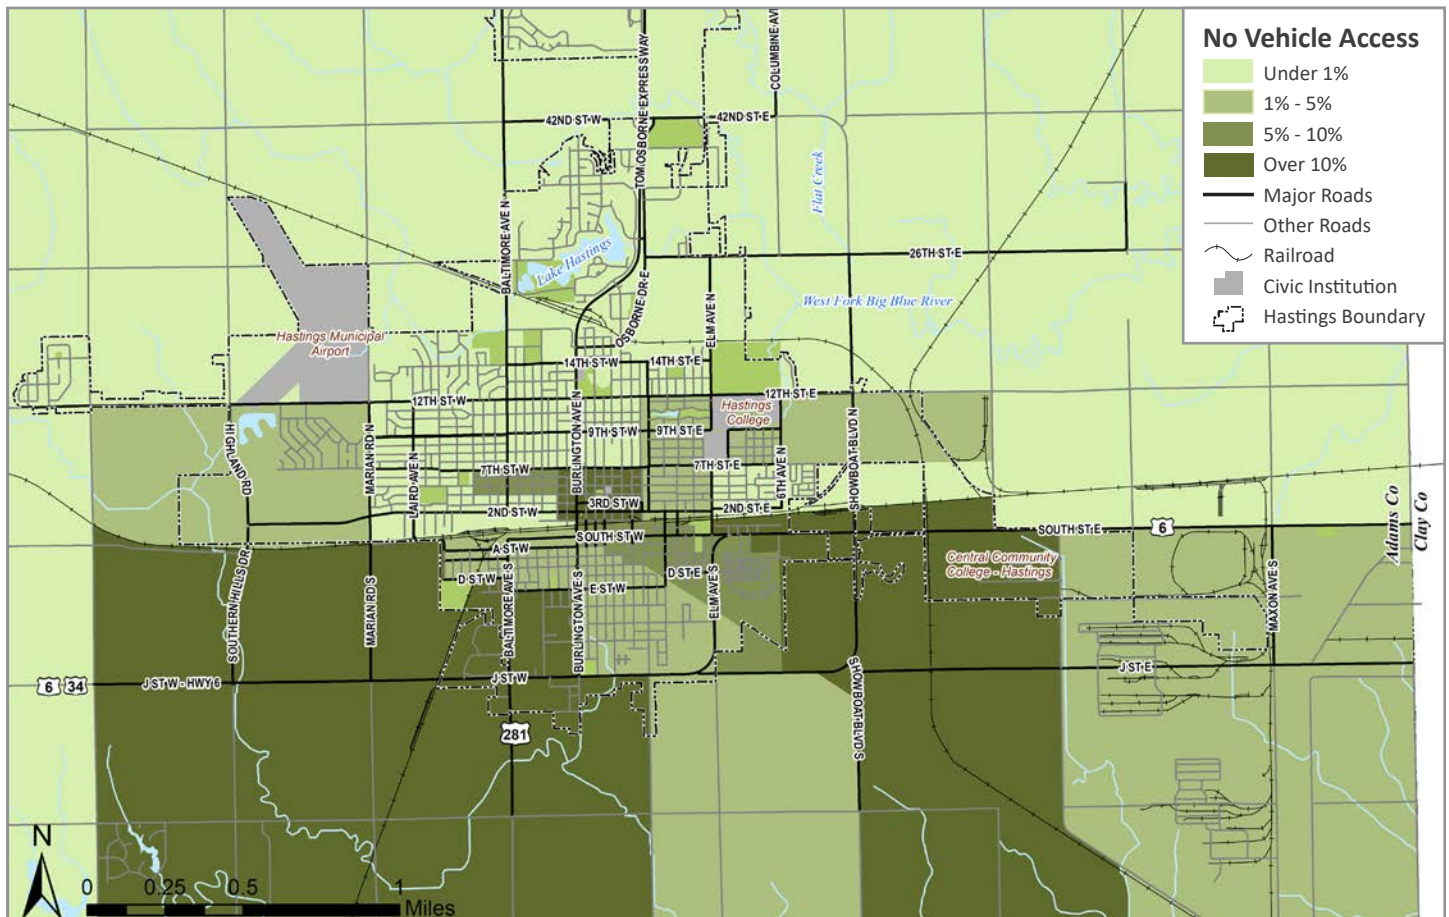 No Vehicle Access
Under 1%
1% - 5%
5% - 10%
Over 10%
Major Roads
Other Roads
Railroad
Civic Institution
Hastings Boundary
COLUMBINE AV
TOM OSBORNE EXPRESSWAY
42ND ST W
42ND ST E
Flat Creek
BALTIMORE AVE N
Lake Hastings
26TH ST E
OSBORNE DR E
ELM AVE N
West Fork Big Blue River
Hastings Municipal
Airport
14TH ST W
14TH ST E
12TH ST W
12TH ST E
Hastings
College
HIGHLAND RD
MARIAN RD N
LAIRD AVE N
BURLINGTON AVE N
9TH ST W
9TH ST E
SHOWBOAT BLVD N
7TH ST W
7TH ST E
6TH AVE N
2ND ST W
3RD ST W
2ND ST E
SOUTH ST W
SOUTH ST E
6
Adams Co
Clay Co
A ST W
D ST W
D ST E
E ST W
Central Community
College - Hastings
SOUTHERN HILLS DR
MARIAN RD S
BALTIMORE AVE S
BURLINGTON AVE S
ELM AVE S
MAXON AVE S
6
34
J ST W - HWY 6
J ST W
J ST E
SHOWBOAT BLVD S
281
N
0
0.25
0.5
1
Miles